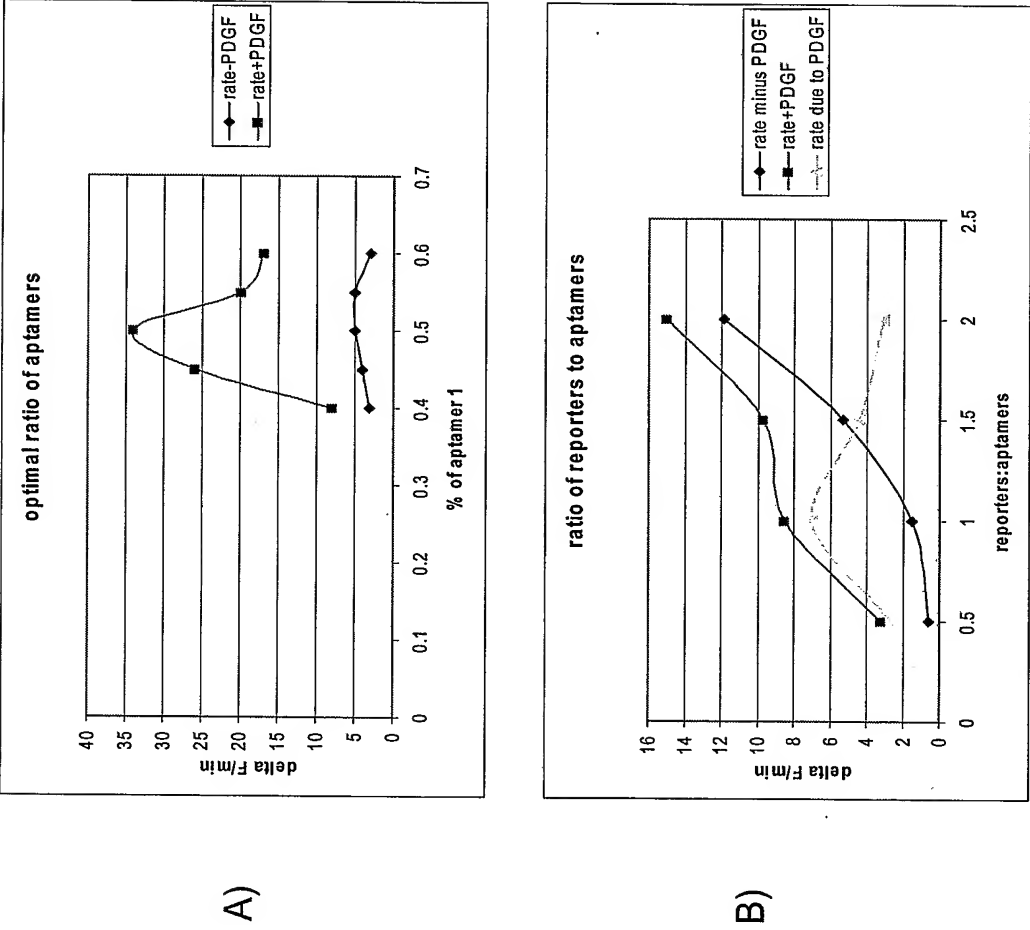 A)
optimal ratio of aptamers
40
35
30
25
20
15
10
5
0
delta F/min
0
0.1
0.2
0.3
0.4
0.5
0.6
0.7
% of aptamer 1
rate-PDGF
rate+PDGF
B)
ratio of reporters to aptamers
16
14
12
10
8
6
4
2
0
delta F/min
0
0.5
1
1.5
2
2.5
reporters:aptamers
rate minus PDGF
rate+PDGF
rate due to PDGF